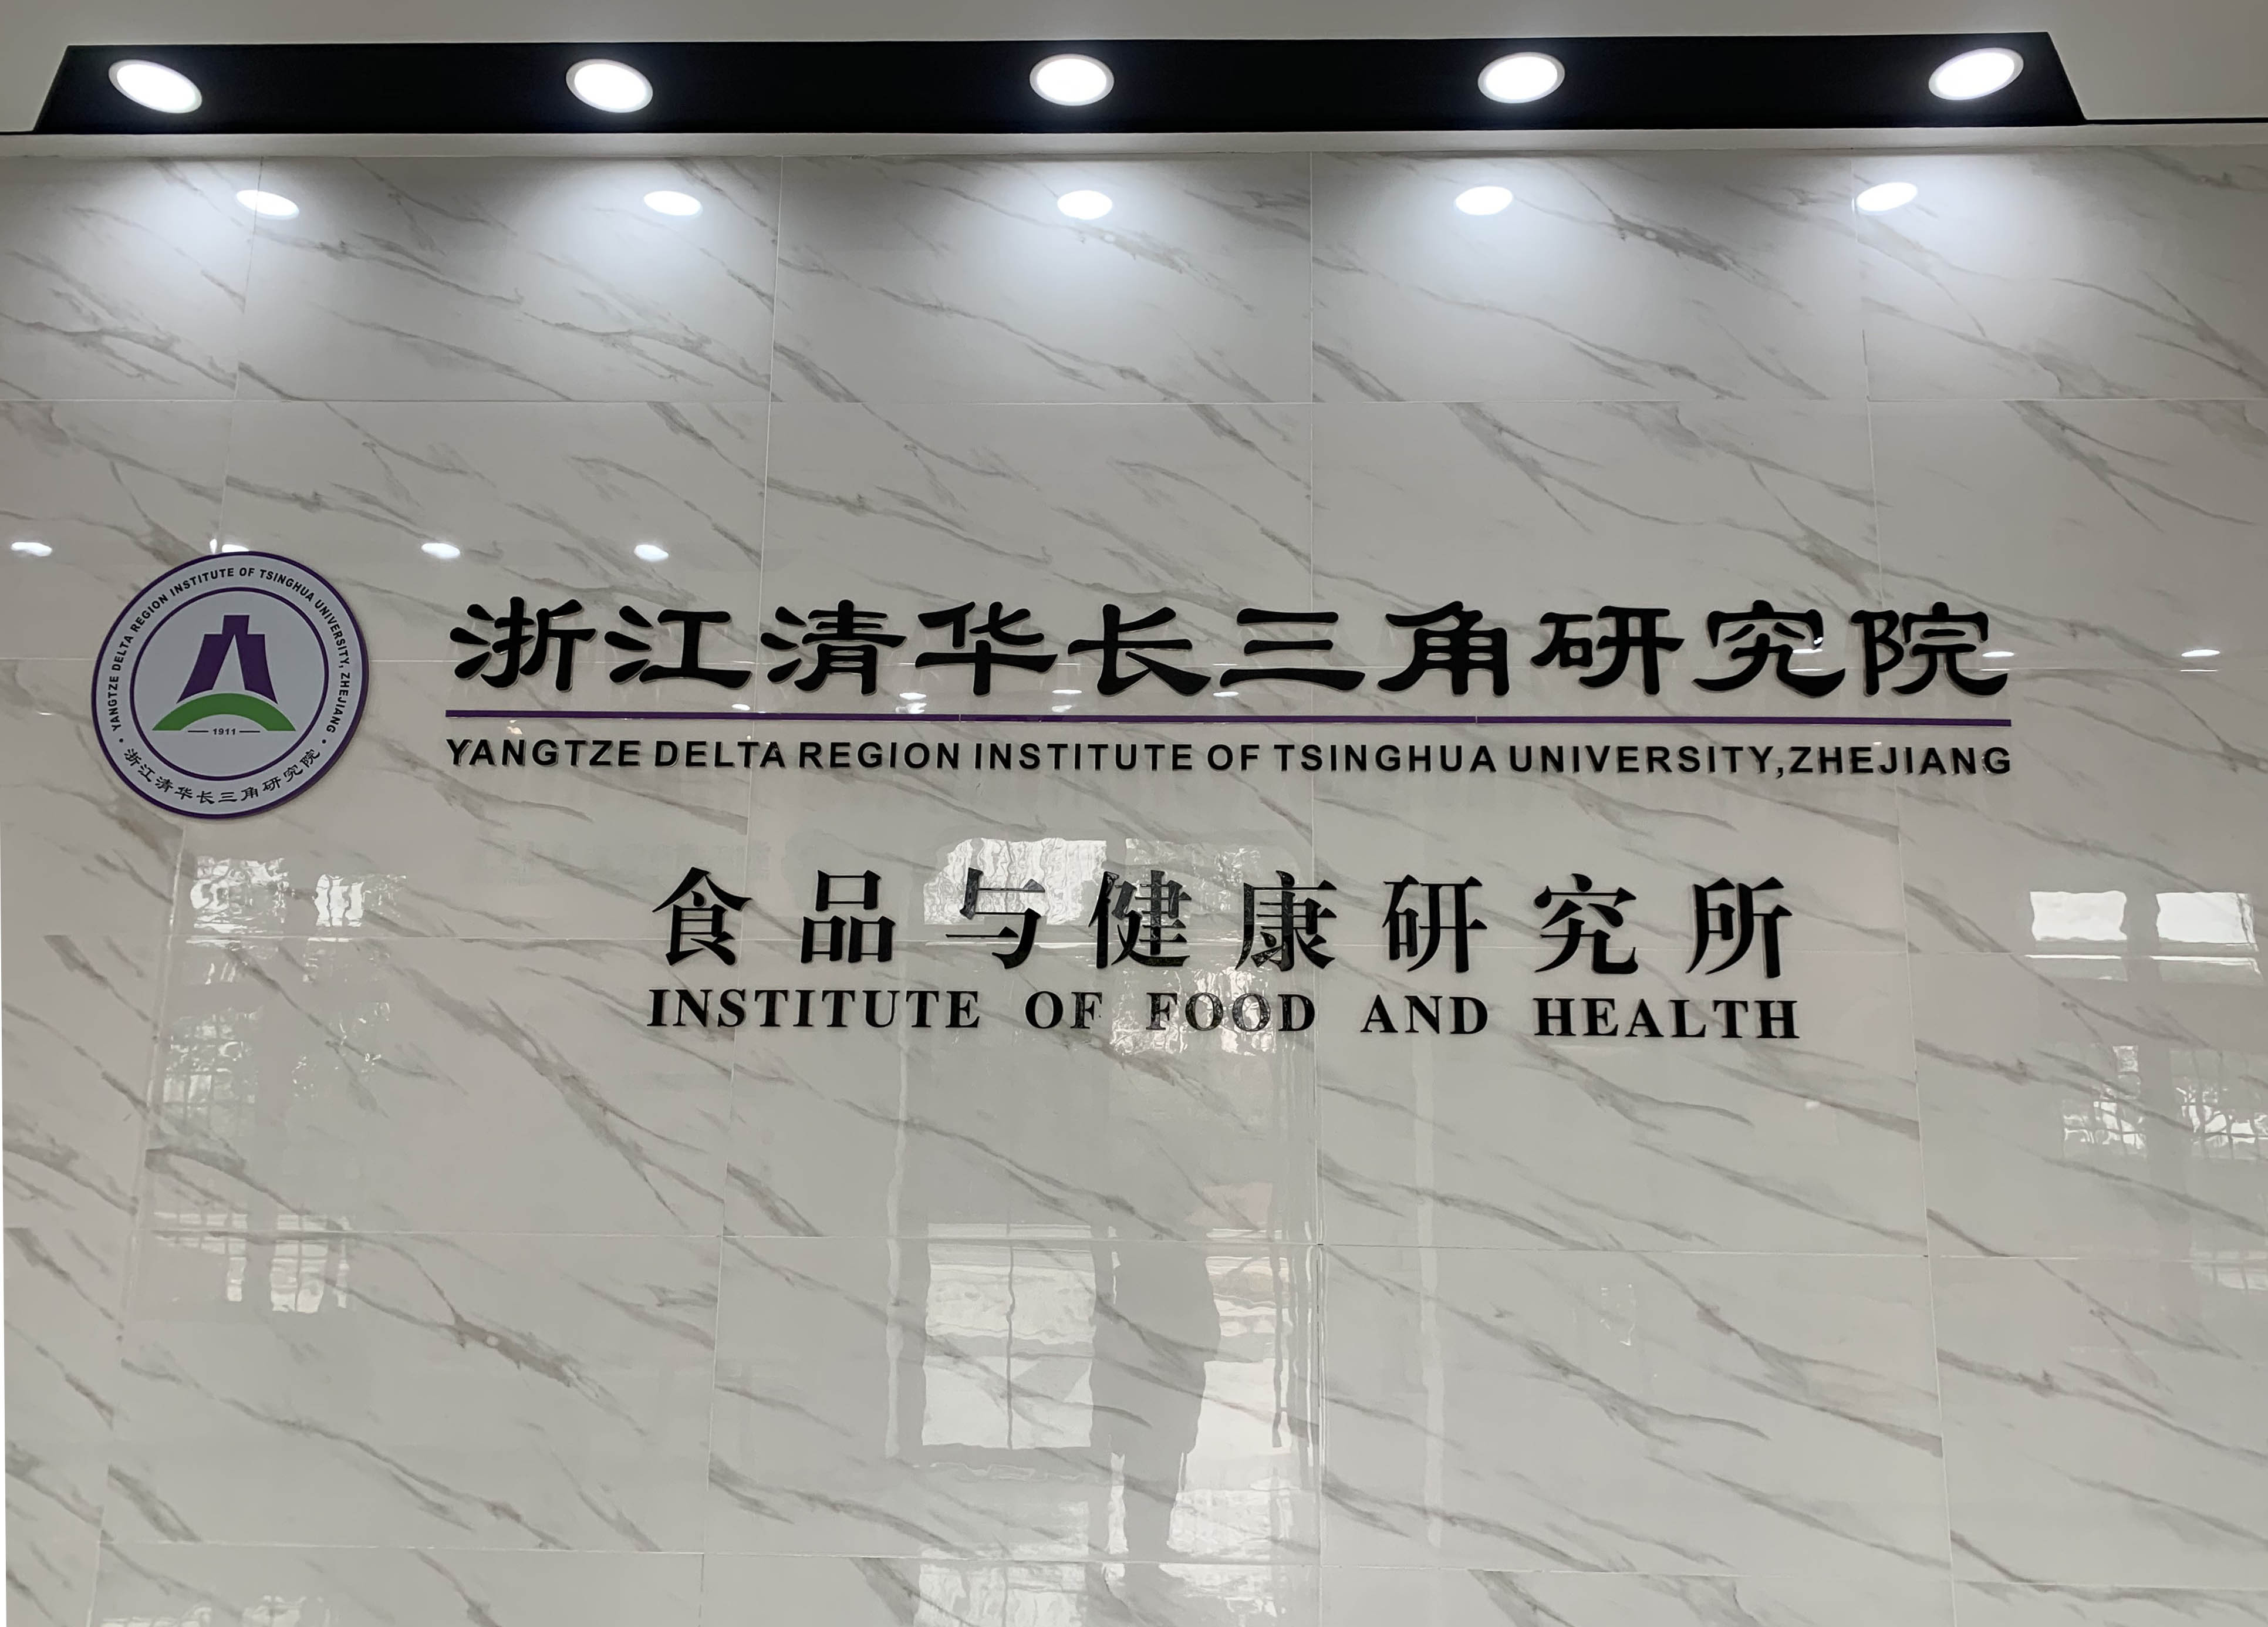 YANGTZE DELTA REGION INSTITUTE OF TSINGHUA UNIVERSITY, ZHEJIANG
1911
浙江清华长三角研究院
浙江清华长三角研究院
YANGTZE DELTA REGION INSTITUTE OF TSINGHUA UNIVERSITY,ZHEJIANG
食品与健康研究所
INSTITUTE OF FOOD AND HEALTH